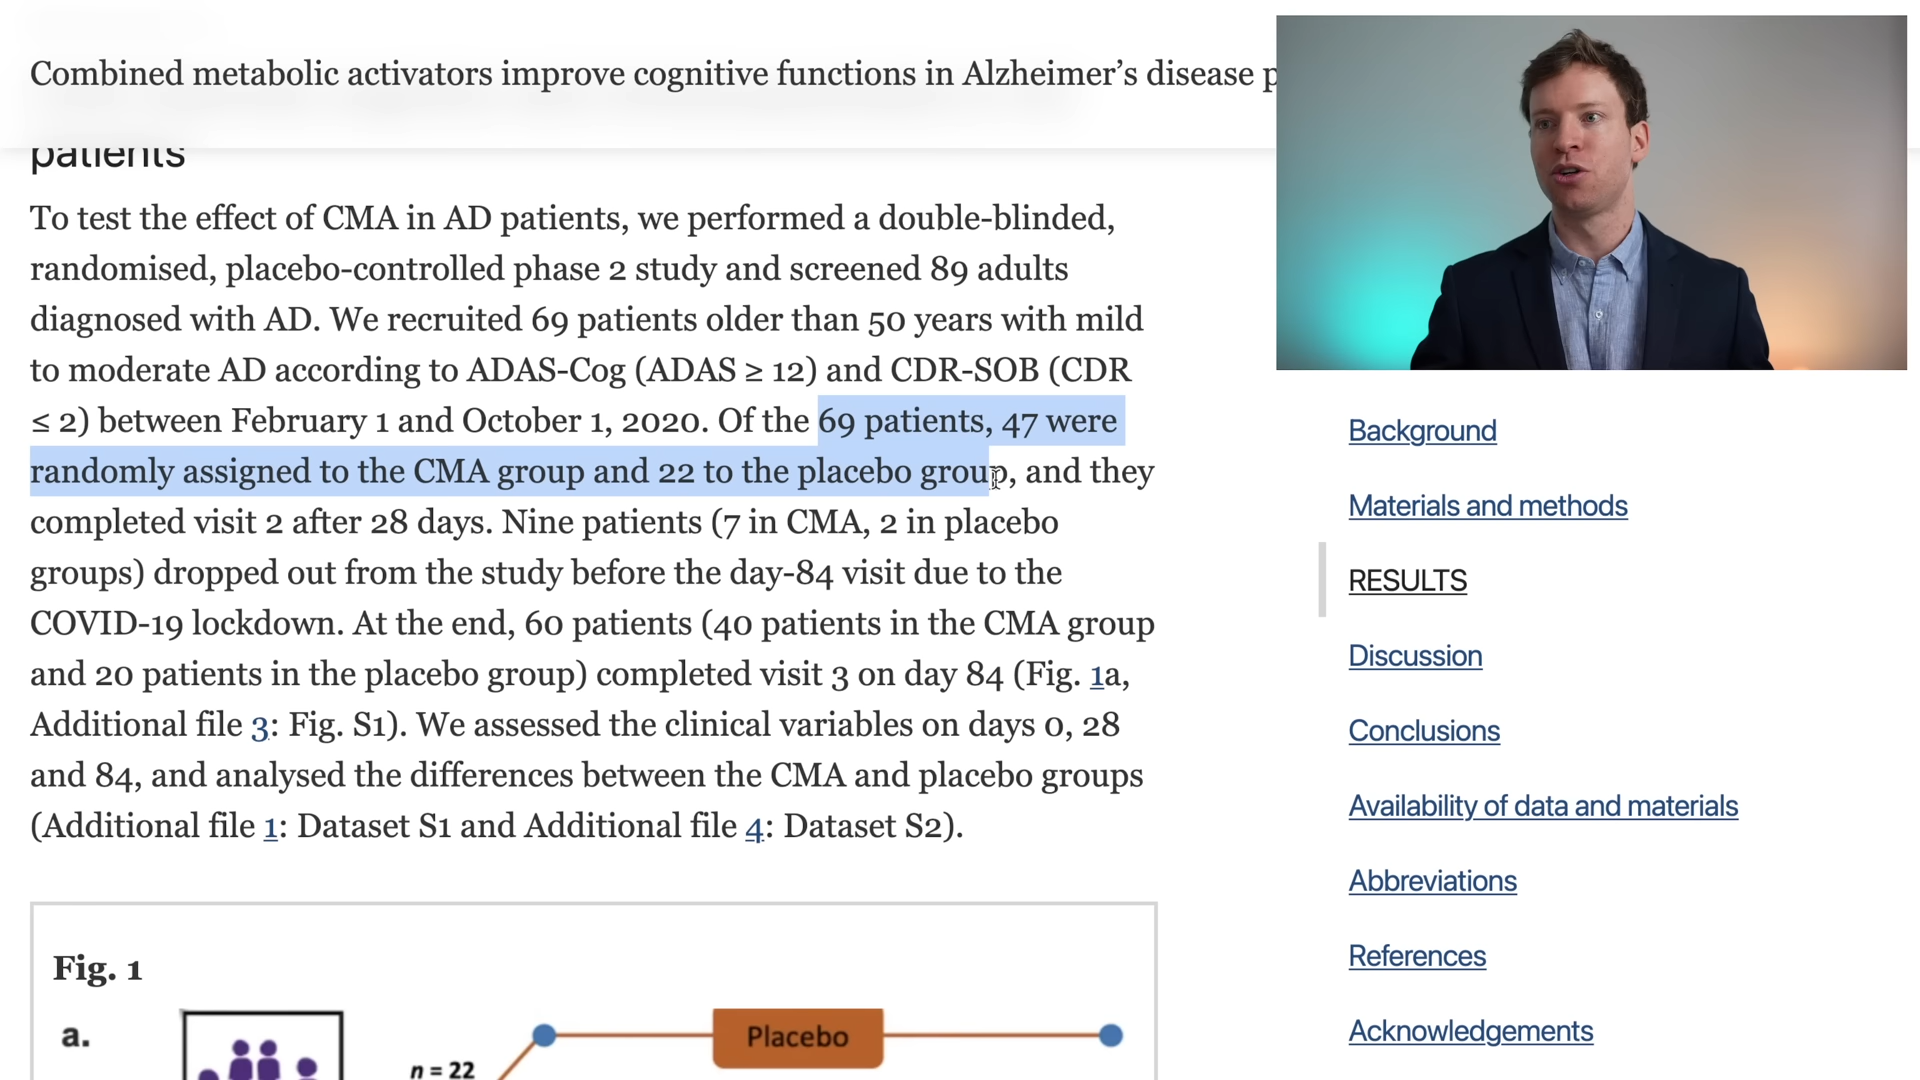 Combined metabolic activators improve cognitive functions in Alzheimer’s disease p
patients
To test the effect of CMA in AD patients, we performed a double-blinded,
randomised, placebo-controlled phase 2 study and screened 89 adults
diagnosed with AD. We recruited 69 patients older than 50 years with mild
to moderate AD according to ADAS-Cog (ADAS ≥ 12) and CDR-SOB (CDR
≤ 2) between February 1 and October 1, 2020. Of the 69 patients, 47 were
randomly assigned to the CMA group and 22 to the placebo group, and they
completed visit 2 after 28 days. Nine patients (7 in CMA, 2 in placebo
groups) dropped out from the study before the day-84 visit due to the
COVID-19 lockdown. At the end, 60 patients (40 patients in the CMA group
and 20 patients in the placebo group) completed visit 3 on day 84 (Fig. 1a,
Additional file 3: Fig. S1). We assessed the clinical variables on days 0, 28
and 84, and analysed the differences between the CMA and placebo groups
(Additional file 1: Dataset S1 and Additional file 4: Dataset S2).
Fig. 1
a.
n = 22
Placebo
Background
Materials and methods
RESULTS
Discussion
Conclusions
Availability of data and materials
Abbreviations
References
Acknowledgements